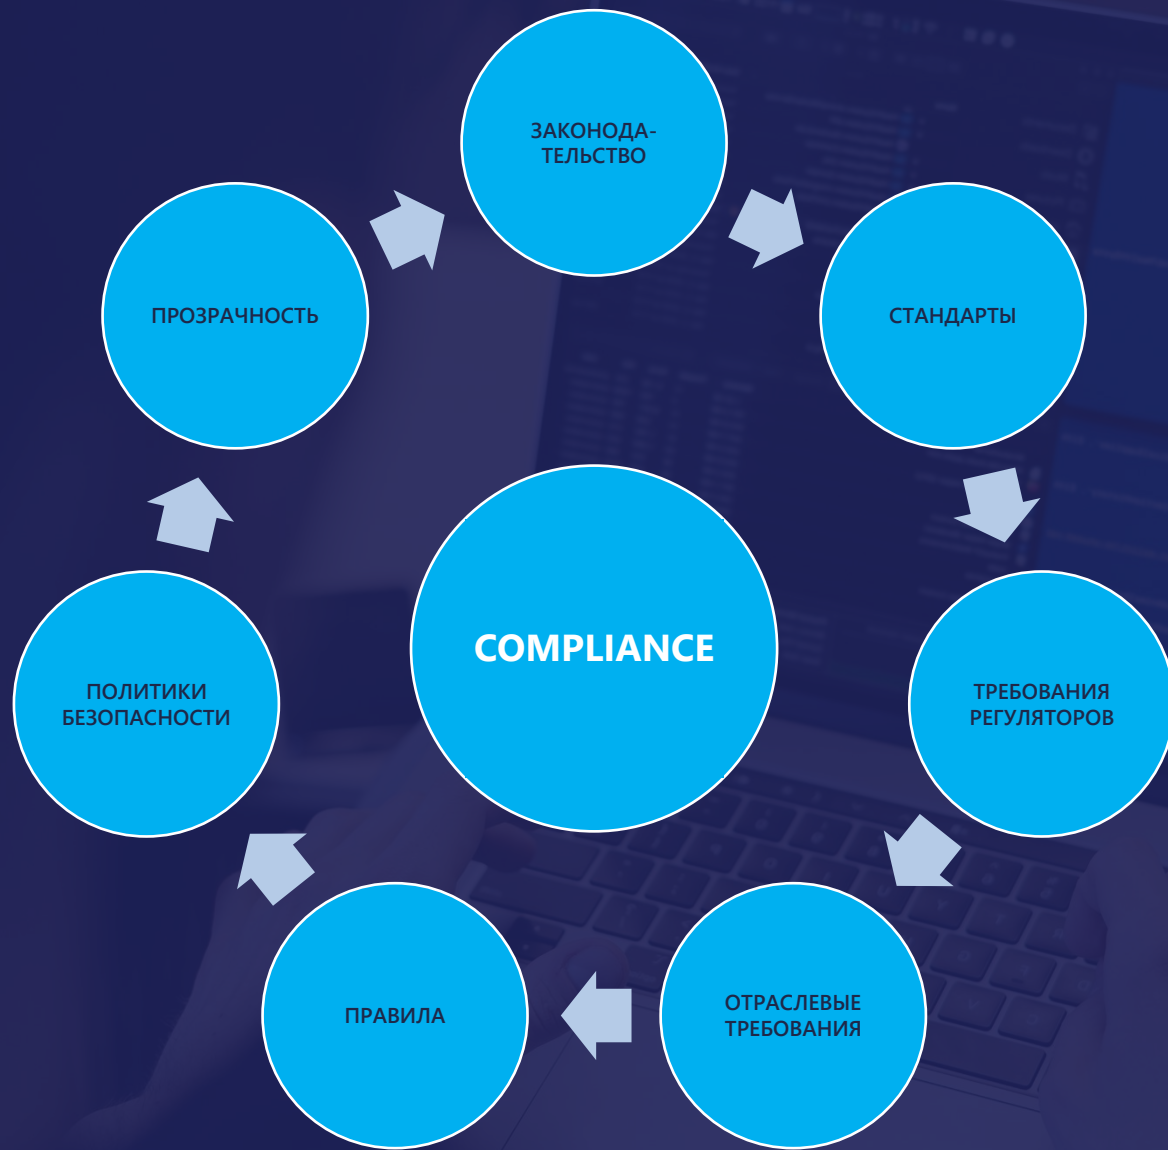 ЗАКОНОДА-
ТЕЛЬСТВО
СТАНДАРТЫ
ТРЕБОВАНИЯ
РЕГУЛЯТОРОВ
ОТРАСЛЕВЫЕ
ТРЕБОВАНИЯ
ПРАВИЛА
ПОЛИТИКИ
БЕЗОПАСНОСТИ
ПРОЗРАЧНОСТЬ
COMPLIANCE